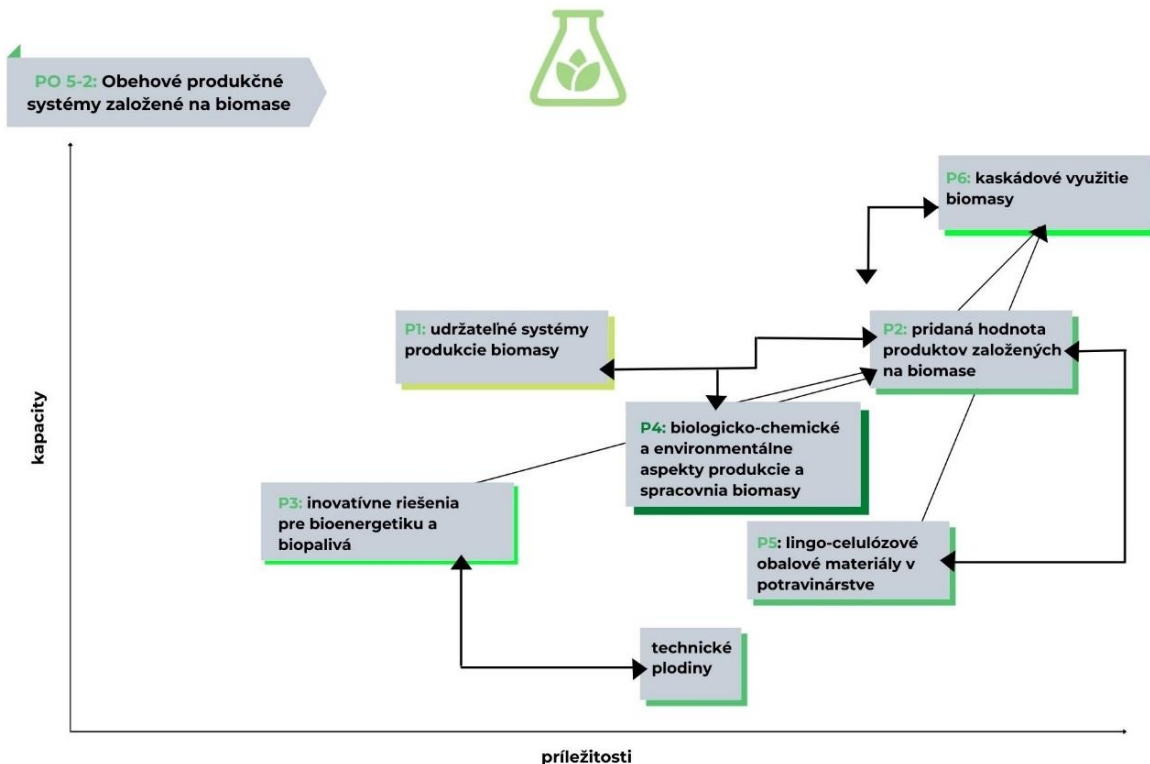 PO 5-2: Obehové produkčné
systémy založené na biomase
P6: kaskádové využitie
biomasy
P1: udržateľné systémy
produkcie biomasy
P2: pridaná hodnota
produktov založených
na biomase
kapacity
P4: biologicko-chemické
a environmentálne
aspekty produkcie a
spracovnia biomasy
P3: inovatívne riešenia
pre bioenergetiku a
biopalivá
P5: lingo-celulózové
obalové materiály v
potravinárstve
technické
plodiny
príležitosti